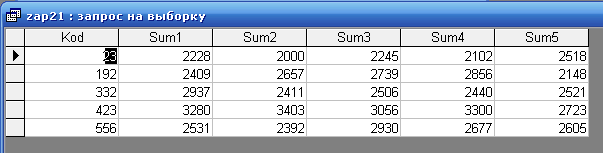 zap21 : запрос на выборку
Kod Sum1 Sum2 Sum3 Sum4 Sum5
23 2228 2000 2245 2102 2518
192 2409 2657 2739 2856 2148
332 2937 2411 2506 2440 2521
423 3280 3403 3056 3300 2723
556 2531 2392 2930 2677 2605